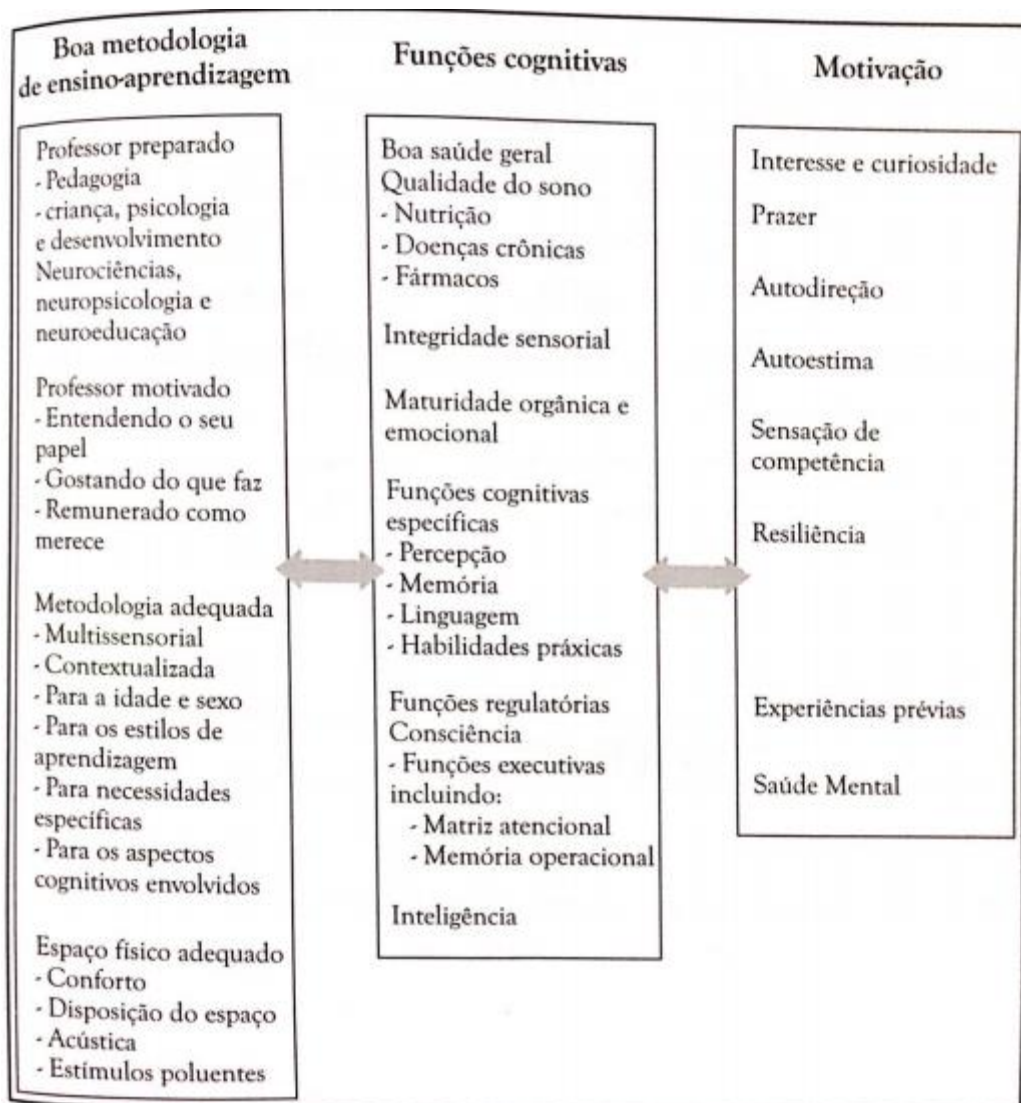 Boa metodologia
de ensino-aprendizagem
Professor preparado
- Pedagogia
- criança, psicologia
e desenvolvimento
Neurociências,
neuropsicologia e
neuroeducação
Professor motivado
- Entendendo o seu
papel
- Gostando do que faz
- Remunerado como
merece
Metodologia adequada
- Multissensorial
- Contextualizada
- Para a idade e sexo
- Para os estilos de
aprendizagem
- Para necessidades
específicas
- Para os aspectos
cognitivos envolvidos
Espaço físico adequado
- Conforto
- Disposição do espaço
- Acústica
- Estímulos poluentes
Funções cognitivas
Boa saúde geral
Qualidade do sono
- Nutrição
- Doenças crônicas
- Fármacos
Integridade sensorial
Maturidade orgânica e
emocional
Funções cognitivas
específicas
- Percepção
- Memória
- Linguagem
- Habilidades práxicas
Funções regulatórias
Consciência
- Funções executivas
incluindo:
- Matriz atencional
- Memória operacional
Inteligência
Motivação
Interesse e curiosidade
Prazer
Autodireção
Autoestima
Sensação de
competência
Resiliência
Experiências prévias
Saúde Mental